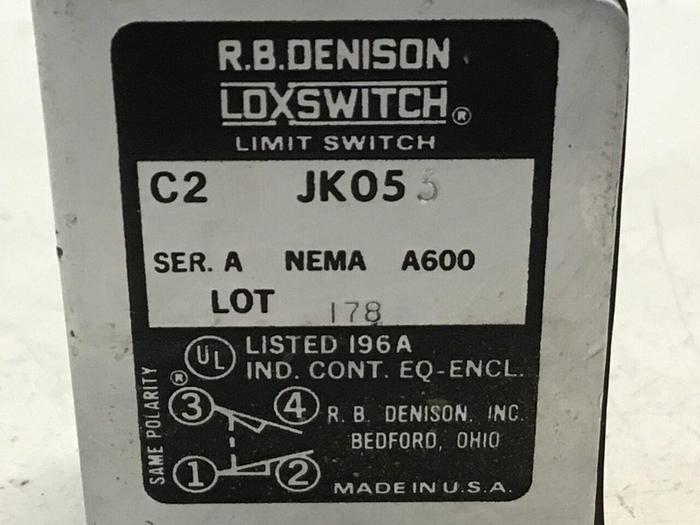 R.B.DENISON
LOXSWITCH®
LIMIT SWITCH
C2 JK053
SER. A NEMA A600
LOT 178
UL ® LISTED 196A
IND. CONT. EQ-ENCL.
SAME POLARITY
3 4
1 2
R. B. DENISON, INC.
BEDFORD, OHIO
MADE IN U.S.A.